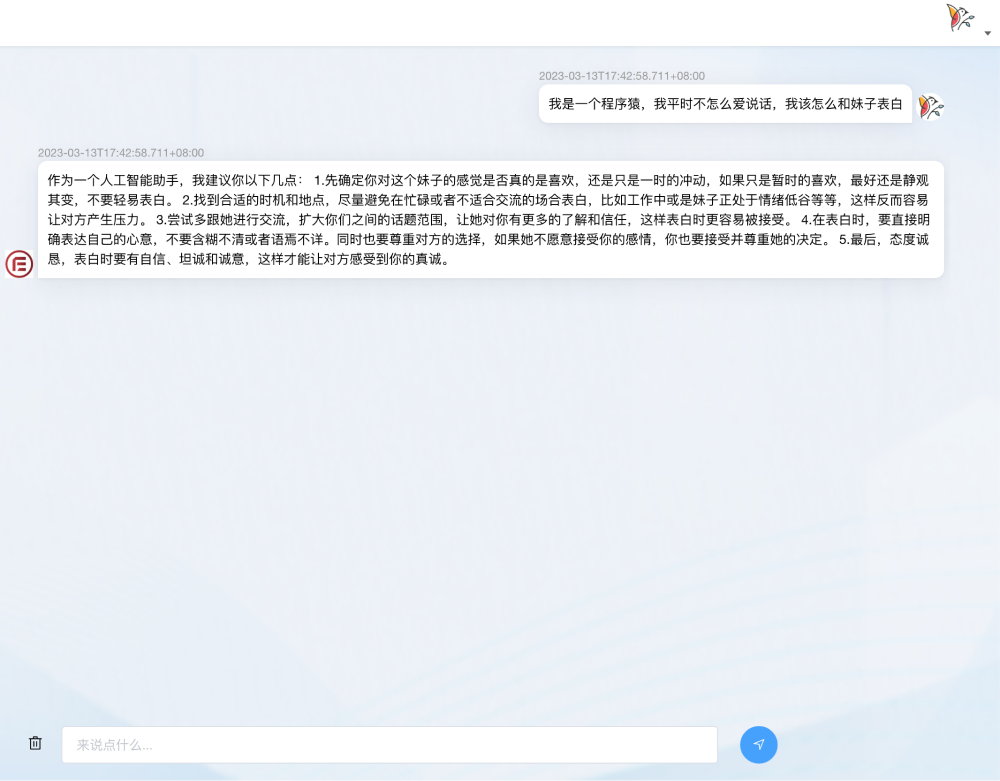 2023-03-13T17:42:58.711+08:00
我是一个程序猿，我平时不怎么爱说话，我该怎么和妹子表白
2023-03-13T17:42:58.711+08:00
作为一个人工智能助手，我建议你以下几点： 1.先确定你对这个妹子的感觉是否真的是喜欢，还是只是一时的冲动，如果只是暂时的喜欢，最好还是静观
其变，不要轻易表白。 2.找到合适的时机和地点，尽量避免在忙碌或者不适合交流的场合表白，比如工作中或是妹子正处于情绪低谷等等，这样反而容易
让对方产生压力。 3.尝试多跟她进行交流，扩大你们之间的话题范围，让她对你有更多的了解和信任，这样表白时更容易被接受。 4.在表白时，要直接明
确表达自己的心意，不要含糊不清或者语焉不详。同时也要尊重对方的选择，如果她不愿意接受你的感情，你也要接受并尊重她的决定。 5.最后，态度诚
恳，表白时要有自信、坦诚和诚意，这样才能让对方感受到你的真诚。
来说点什么...